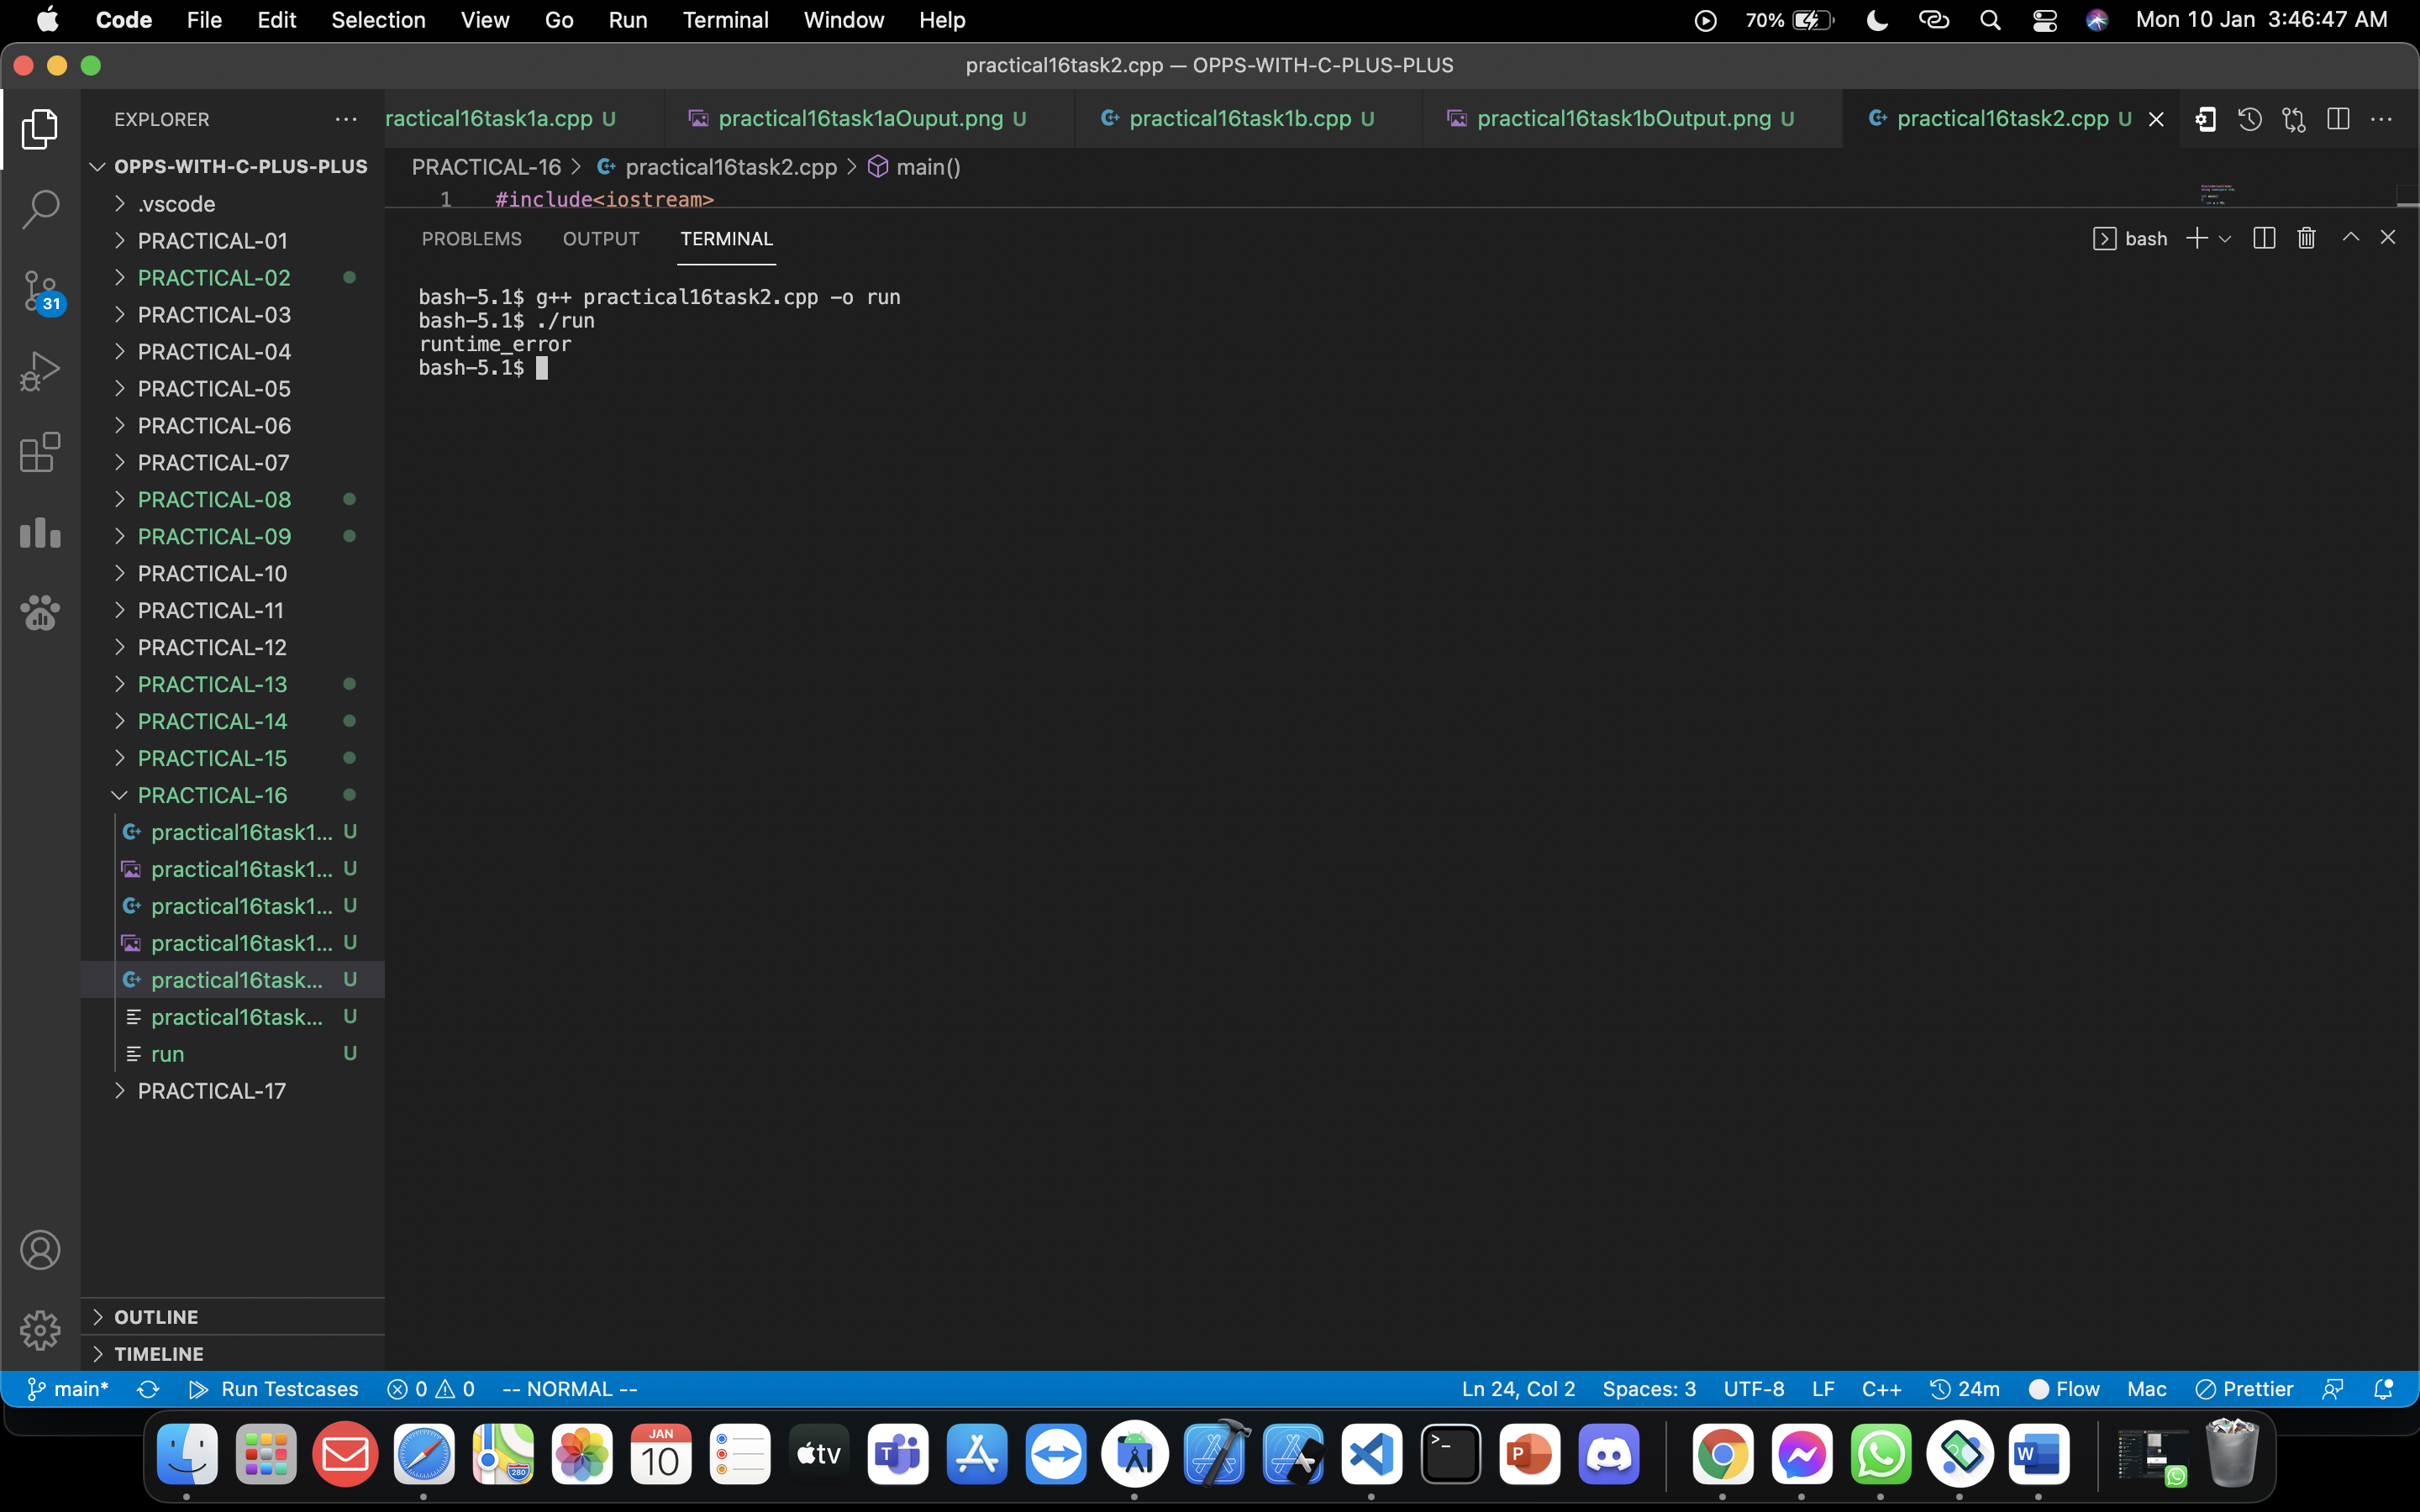 Code File Edit Selection View Go Run Terminal Window Help 70% Mon 10 Jan 3:46:47 AM
practical16task2.cpp — OPPS-WITH-C-PLUS-PLUS
EXPLORER
ractical16task1a.cpp U practical16task1aOuput.png U practical16task1b.cpp U practical16task1bOutput.png U practical16task2.cpp U
OPPS-WITH-C-PLUS-PLUS
PRACTICAL-16 > practical16task2.cpp > main()
1 #include<iostream>
.vscode
PRACTICAL-01
PRACTICAL-02
PRACTICAL-03
PRACTICAL-04
PRACTICAL-05
PRACTICAL-06
PRACTICAL-07
PRACTICAL-08
PRACTICAL-09
PRACTICAL-10
PRACTICAL-11
PRACTICAL-12
PRACTICAL-13
PRACTICAL-14
PRACTICAL-15
PRACTICAL-16
practical16task1... U
practical16task1... U
practical16task1... U
practical16task1... U
practical16task... U
practical16task... U
run U
PRACTICAL-17
31
OUTLINE
TIMELINE
PROBLEMS OUTPUT TERMINAL bash
bash-5.1$ g++ practical16task2.cpp -o run
bash-5.1$ ./run
runtime_error
bash-5.1$
main* Run Testcases 0 0 -- NORMAL -- Ln 24, Col 2 Spaces: 3 UTF-8 LF C++ 24m Flow Mac Prettier
JAN
10
tv
T
280
>_
P
W